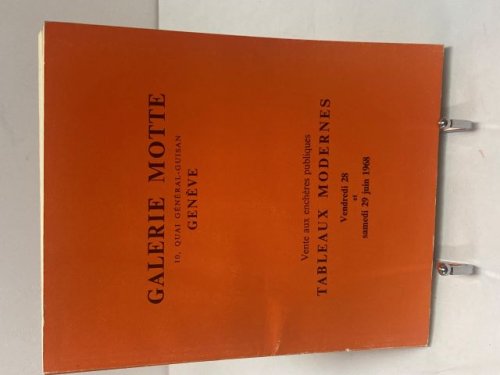 GALERIE MOTTE
10, QUAI GÉNÉRAL-GUISAN
GENÈVE
Vente aux enchères publiques
TABLEAUX MODERNES
Vendredi 28
et
samedi 29 juin 1968